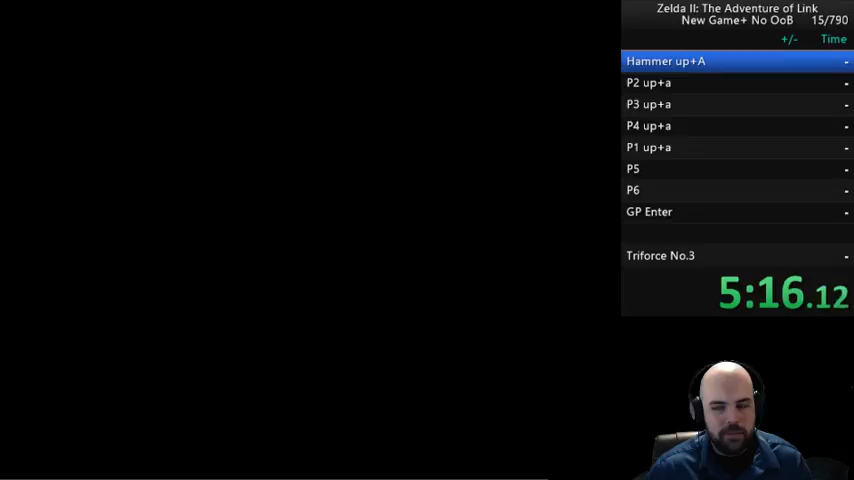 Zelda II: The Adventure of Link
New Game+ No OoB 15/790
+/- Time
Hammer up+A -
P2 up+a -
P3 up+a -
P4 up+a -
P1 up+a -
P5 -
P6 -
GP Enter -
Triforce No.3 -
5:16.12